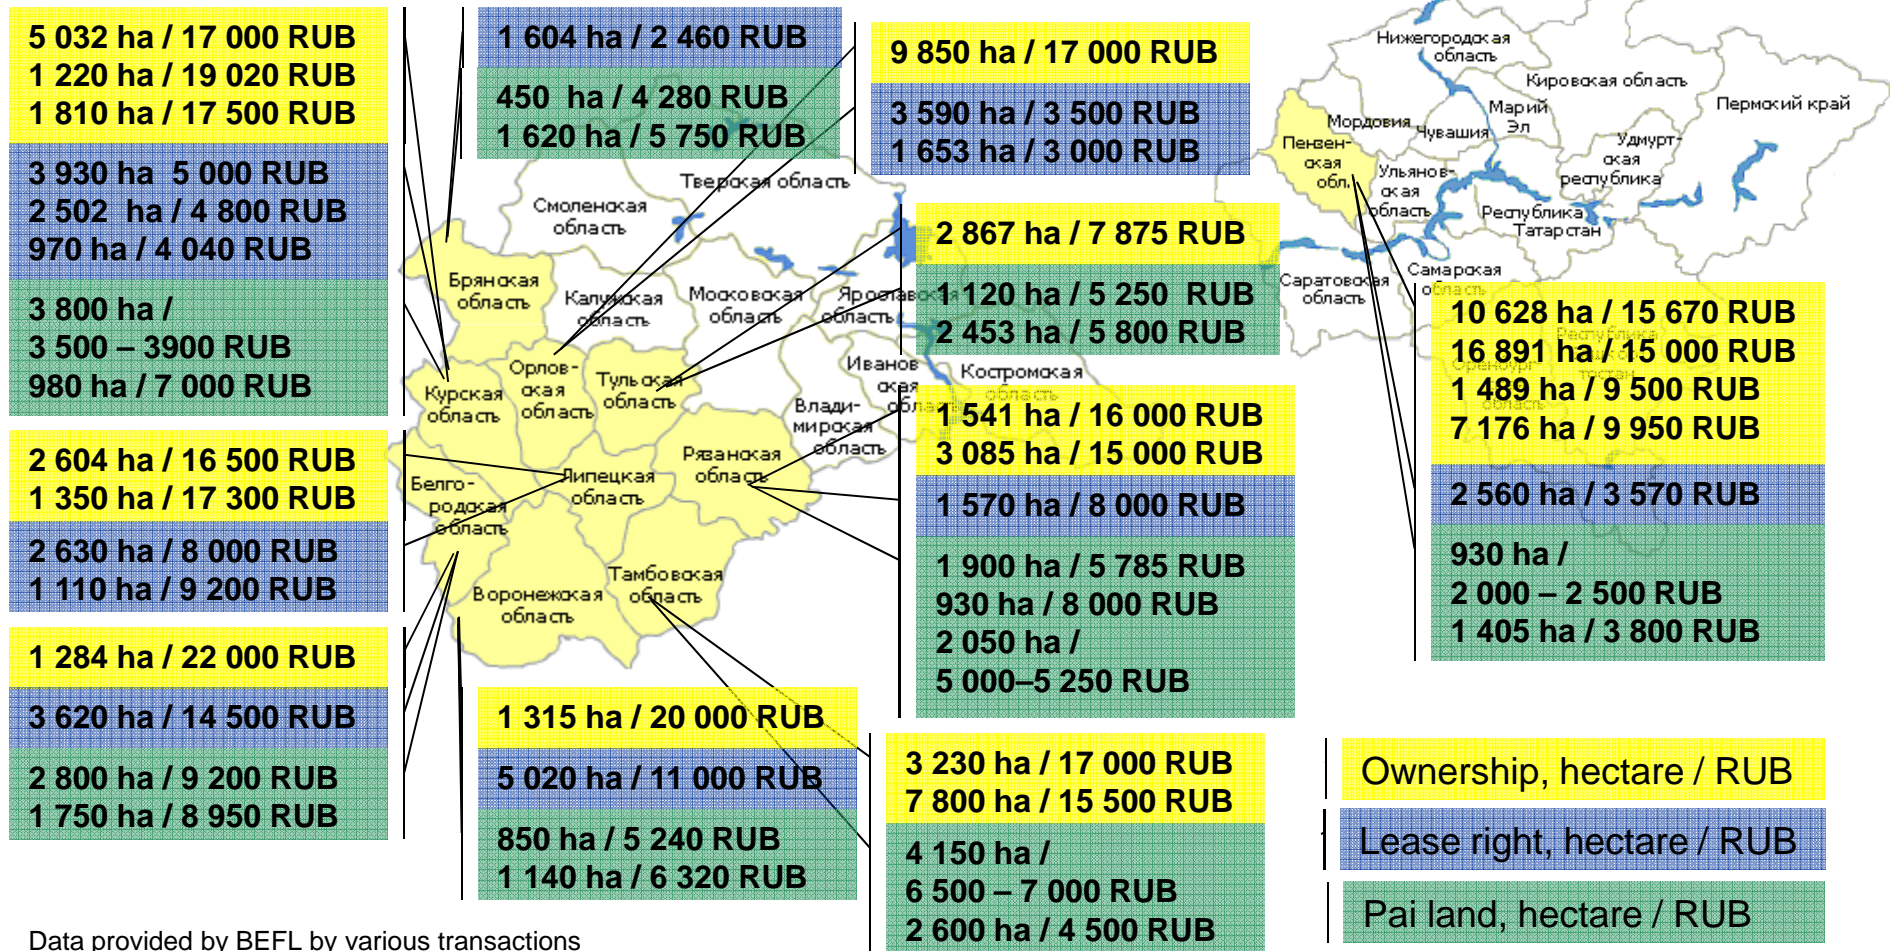 5 032 ha / 17 000 RUB
1 220 ha / 19 020 RUB
1 810 ha / 17 500 RUB
3 930 ha  5 000 RUB
2 502  ha / 4 800 RUB
970 ha / 4 040 RUB
3 800 ha /
3 500 – 3900 RUB
980 ha / 7 000 RUB
2 604 ha / 16 500 RUB
1 350 ha / 17 300 RUB
2 630 ha / 8 000 RUB
1 110 ha / 9 200 RUB
1 284 ha / 22 000 RUB
3 620 ha / 14 500 RUB
2 800 ha / 9 200 RUB
1 750 ha / 8 950 RUB
Data provided by BEFL by various transactions
1 604 ha / 2 460 RUB
450  ha / 4 280 RUB
1 620 ha / 5 750 RUB
9 850 ha / 17 000 RUB
3 590 ha / 3 500 RUB
1 653 ha / 3 000 RUB
2 867 ha / 7 875 RUB
1 120 ha / 5 250  RUB
2 453 ha / 5 800 RUB
1 541 ha / 16 000 RUB
3 085 ha / 15 000 RUB
1 570 ha / 8 000 RUB
1 900 ha / 5 785 RUB
930 ha / 8 000 RUB
2 050 ha /
5 000–5 250 RUB
1 315 ha / 20 000 RUB
5 020 ha / 11 000 RUB
850 ha / 5 240 RUB
1 140 ha / 6 320 RUB
3 230 ha / 17 000 RUB
7 800 ha / 15 500 RUB
4 150 ha /
6 500 – 7 000 RUB
2 600 ha / 4 500 RUB
10 628 ha / 15 670 RUB
16 891 ha / 15 000 RUB
1 489 ha / 9 500 RUB
7 176 ha / 9 950 RUB
2 560 ha / 3 570 RUB
930 ha /
2 000 – 2 500 RUB
1 405 ha / 3 800 RUB
Ownership, hectare / RUB
Lease right, hectare / RUB
Pai land, hectare / RUB
Тверская область
Смоленская
область
Брянская
область
Калужская
область
Московская
область
Ярославская
область
Ивановская
область
Костромская
область
Влади-
мирская
область
Орлов-
ская
область
Тульская
область
Курская
область
Рязанская
область
Липецкая
область
Белго-
родская
область
Воронежская
область
Тамбовская
область
Нижегородская
область
Кировская область
Пермский край
Марий
Эл
Мордовия
Чувашия
Удмурт-
ская
республика
Пензен-
ская
обл.
Ульянов-
ская
область
Республика
Татарстан
Самарская
область
Саратовская
область
Оренбург-
область
Республика